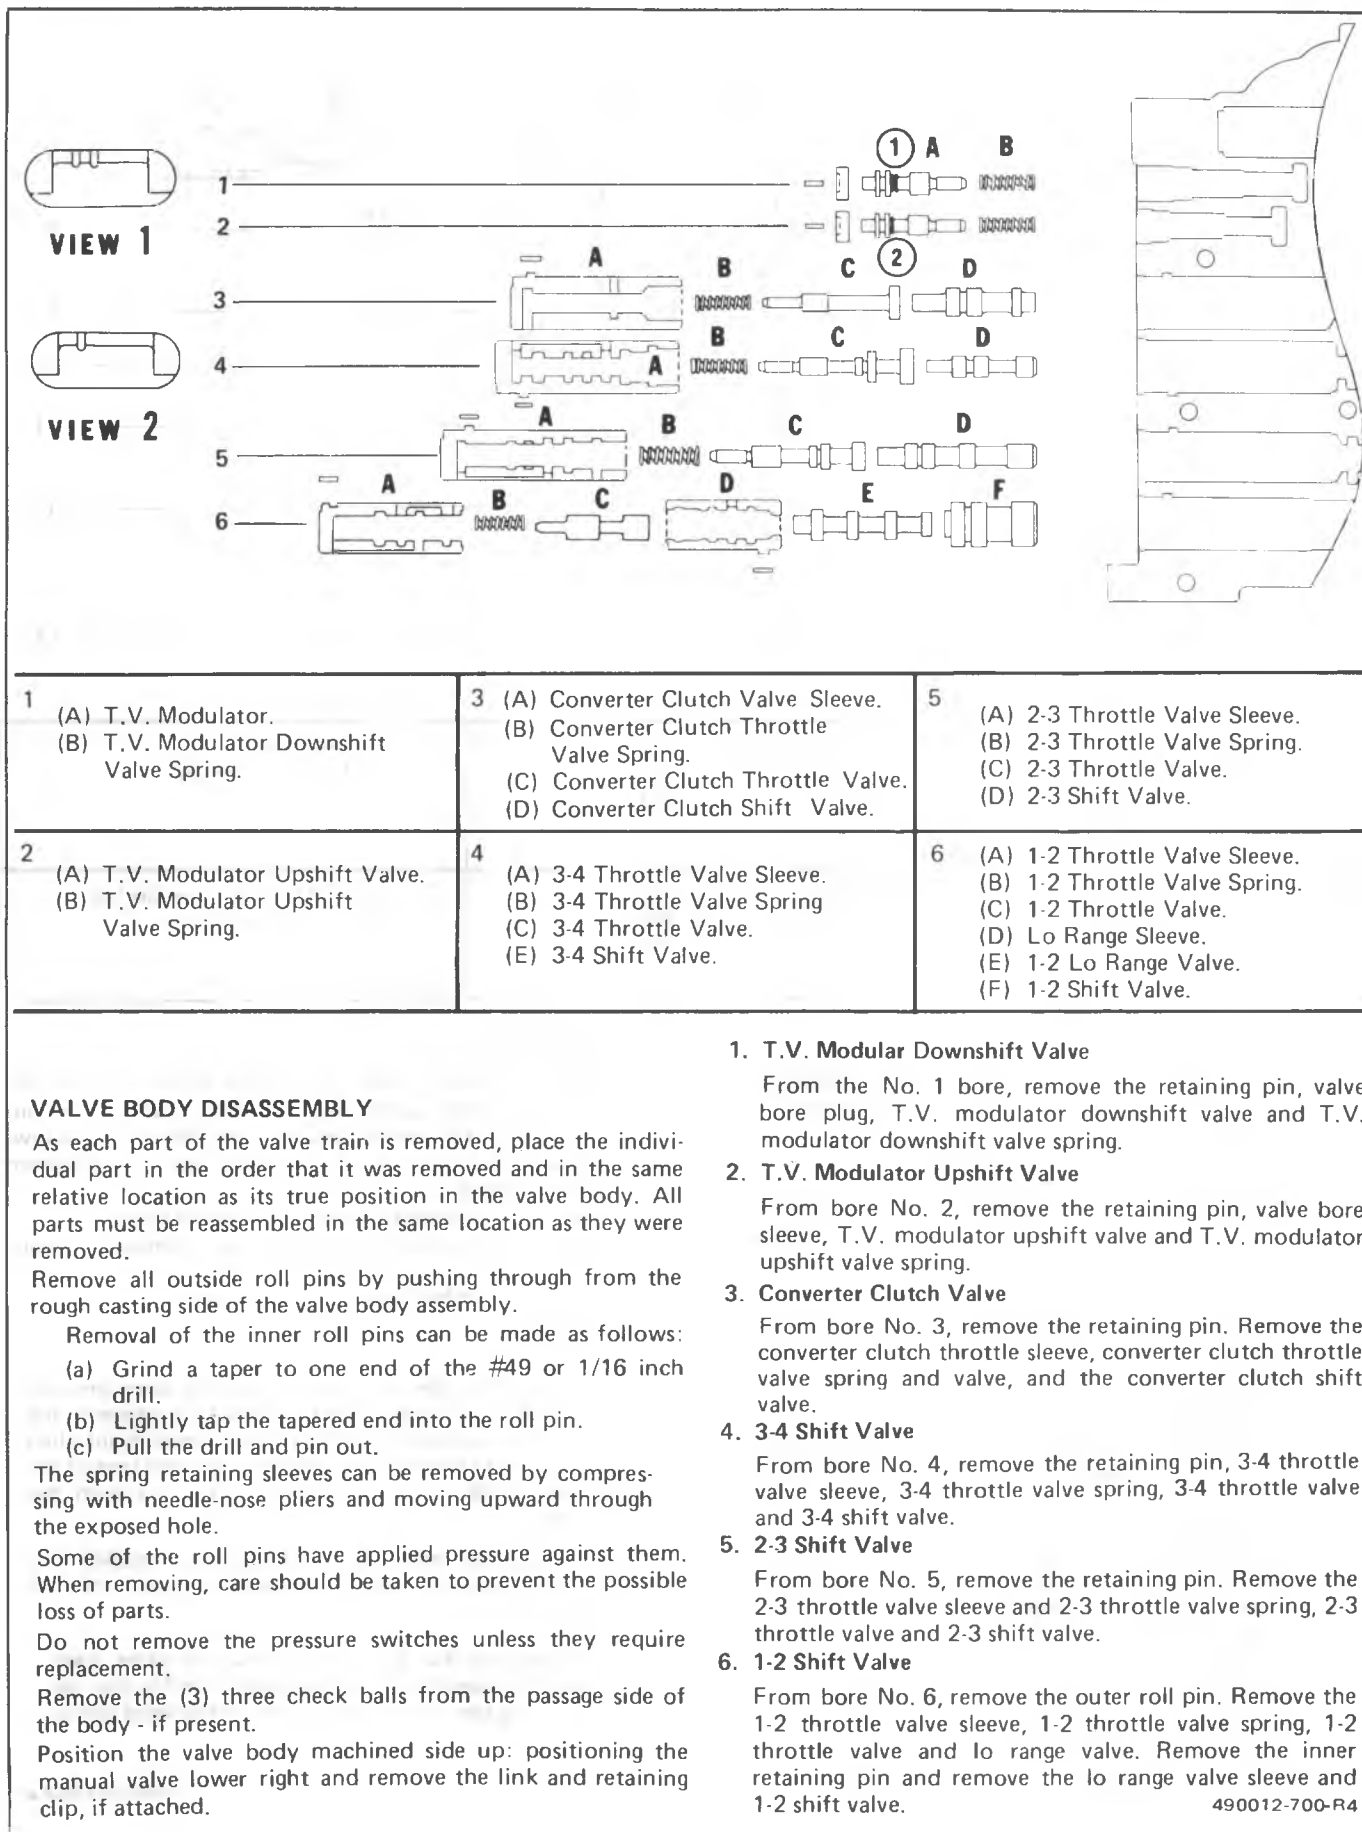 1 A B
1
2
2
VIEW 1
A B C D
3
B C D
4 A
VIEW 2
A B C D
5
A B C D E F
6
1
(A) T.V. Modulator.
(B) T.V. Modulator Downshift
Valve Spring.
3 (A) Converter Clutch Valve Sleeve.
(B) Converter Clutch Throttle
Valve Spring.
(C) Converter Clutch Throttle Valve.
(D) Converter Clutch Shift Valve.
5
(A) 2-3 Throttle Valve Sleeve.
(B) 2-3 Throttle Valve Spring.
(C) 2-3 Throttle Valve.
(D) 2-3 Shift Valve.
2
(A) T.V. Modulator Upshift Valve.
(B) T.V. Modulator Upshift
Valve Spring.
4
(A) 3-4 Throttle Valve Sleeve.
(B) 3-4 Throttle Valve Spring
(C) 3-4 Throttle Valve.
(E) 3-4 Shift Valve.
6 (A) 1-2 Throttle Valve Sleeve.
(B) 1-2 Throttle Valve Spring.
(C) 1-2 Throttle Valve.
(D) Lo Range Sleeve.
(E) 1-2 Lo Range Valve.
(F) 1-2 Shift Valve.
VALVE BODY DISASSEMBLY
As each part of the valve train is removed, place the indivi-
dual part in the order that it was removed and in the same
relative location as its true position in the valve body. All
parts must be reassembled in the same location as they were
removed.
Remove all outside roll pins by pushing through from the
rough casting side of the valve body assembly.
Removal of the inner roll pins can be made as follows:
(a) Grind a taper to one end of the #49 or 1/16 inch
drill.
(b) Lightly tap the tapered end into the roll pin.
(c) Pull the drill and pin out.
The spring retaining sleeves can be removed by compres-
sing with needle-nose pliers and moving upward through
the exposed hole.
Some of the roll pins have applied pressure against them.
When removing, care should be taken to prevent the possible
loss of parts.
Do not remove the pressure switches unless they require
replacement.
Remove the (3) three check balls from the passage side of
the body - if present.
Position the valve body machined side up: positioning the
manual valve lower right and remove the link and retaining
clip, if attached.
1. T.V. Modular Downshift Valve
From the No. 1 bore, remove the retaining pin, valve
bore plug, T.V. modulator downshift valve and T.V.
modulator downshift valve spring.
2. T.V. Modulator Upshift Valve
From bore No. 2, remove the retaining pin, valve bore
sleeve, T.V. modulator upshift valve and T.V. modulator
upshift valve spring.
3. Converter Clutch Valve
From bore No. 3, remove the retaining pin. Remove the
converter clutch throttle sleeve, converter clutch throttle
valve spring and valve, and the converter clutch shift
valve.
4. 3-4 Shift Valve
From bore No. 4, remove the retaining pin, 3-4 throttle
valve sleeve, 3-4 throttle valve spring, 3-4 throttle valve
and 3-4 shift valve.
5. 2-3 Shift Valve
From bore No. 5, remove the retaining pin. Remove the
2-3 throttle valve sleeve and 2-3 throttle valve spring, 2-3
throttle valve and 2-3 shift valve.
6. 1-2 Shift Valve
From bore No. 6, remove the outer roll pin. Remove the
1-2 throttle valve sleeve, 1-2 throttle valve spring, 1-2
throttle valve and lo range valve. Remove the inner
retaining pin and remove the lo range valve sleeve and
1-2 shift valve. 490012-700-R4